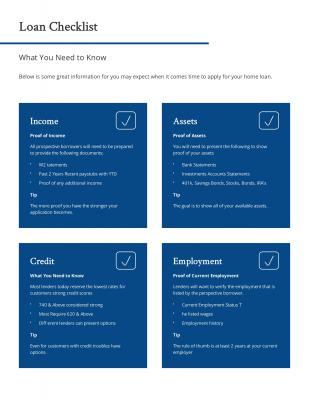 Loan Checklist
What You Need to Know
Below is some great information for you may expect when it comes time to apply for your home loan.
Income
Proof of Income
All prospective borrowers will need to be prepared
to provide the following documents:
W2 tatements
Past 2 Years Recent paystubs with YTD
Proof of any additional income
Tip
The more proof you have the stronger your
application becomes.
Assets
Proof of Assets
You will need to present the following to show
proof of your assets
Bank Statements
Investments Accounts Statements
401k, Savings Bonds, Stocks, Bonds, IRA's
Tip
The goal is to show all of your available assets.
Credit
What You Need to Know
Most lenders today reserve the lowest rates for
customers strong credit scores
740 & Above considered strong
Most Require 620 & Above
Diff erent lenders can present options
Tip
Even for customers with credit troubles have
options.
Employment
Proof of Current Employment
Lenders will want to verify the employment that is
listed by the perspective borrower.
Current Employment Status T
he listed wages
Employment history
Tip
The rule of thumb is at least 2 years at your current
employer